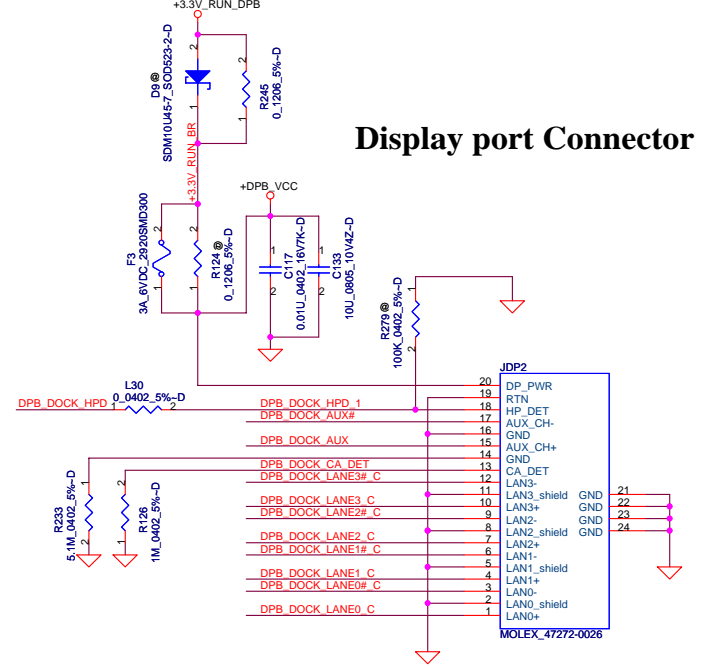 +3.3V_RUN_DPB
2
2
D9@
SDM10U45-7_SOD523-2~D
R245
0_1206_5%~D
1
1
Display port Connector
+3.3V_RUN_BR
+DPB_VCC
2
2
F3
3A_6VDC_2920SMD300
R124@
0_1206_5%~D
1
1
1
1
C117
0.01U_0402_16V7K~D
C133
10U_0805_10V4Z~D
2
2
1
R279@
100K_0402_5%~D
2
JDP2
L30
0_0402_5%~D
DPB_DOCK_HPD
1
2
DPB_DOCK_HPD_1
DPB_DOCK_AUX#
DPB_DOCK_AUX
DPB_DOCK_CA_DET
DPB_DOCK_LANE3#_C
DPB_DOCK_LANE3_C
DPB_DOCK_LANE2#_C
DPB_DOCK_LANE2_C
DPB_DOCK_LANE1#_C
DPB_DOCK_LANE1_C
DPB_DOCK_LANE0#_C
DPB_DOCK_LANE0_C
1
R233
5.1M_0402_5%~D
2
2
R126
1M_0402_5%~D
1
20 DP_PWR
19 RTN
18 HP_DET
17 AUX_CH-
16 GND
15 AUX_CH+
14 GND
13 CA_DET
12 LAN3-
11 LAN3_shield GND 21
10 LAN3+ GND 22
9 LAN2- GND 23
8 LAN2_shield GND 24
7 LAN2+
6 LAN1-
5 LAN1_shield
4 LAN1+
3 LAN0-
2 LAN0_shield
1 LAN0+
MOLEX_47272-0026